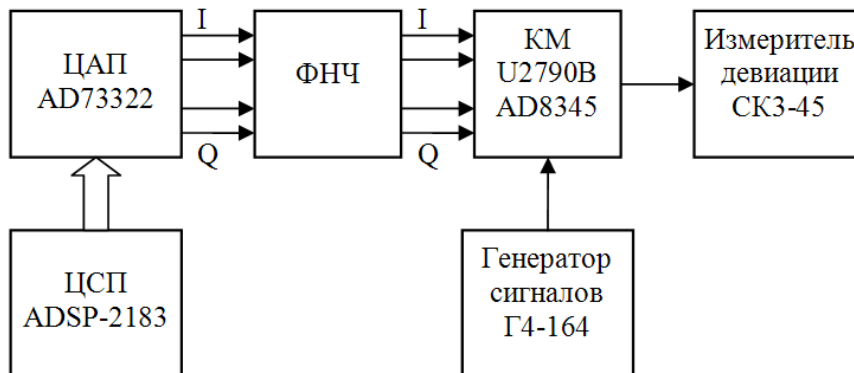 I
I
ЦАП
AD73322
ФНЧ
КМ
U2790B
AD8345
Измеритель
девиации
СК3-45
Q
Q
ЦСП
ADSP-2183
Генератор
сигналов
Г4-164